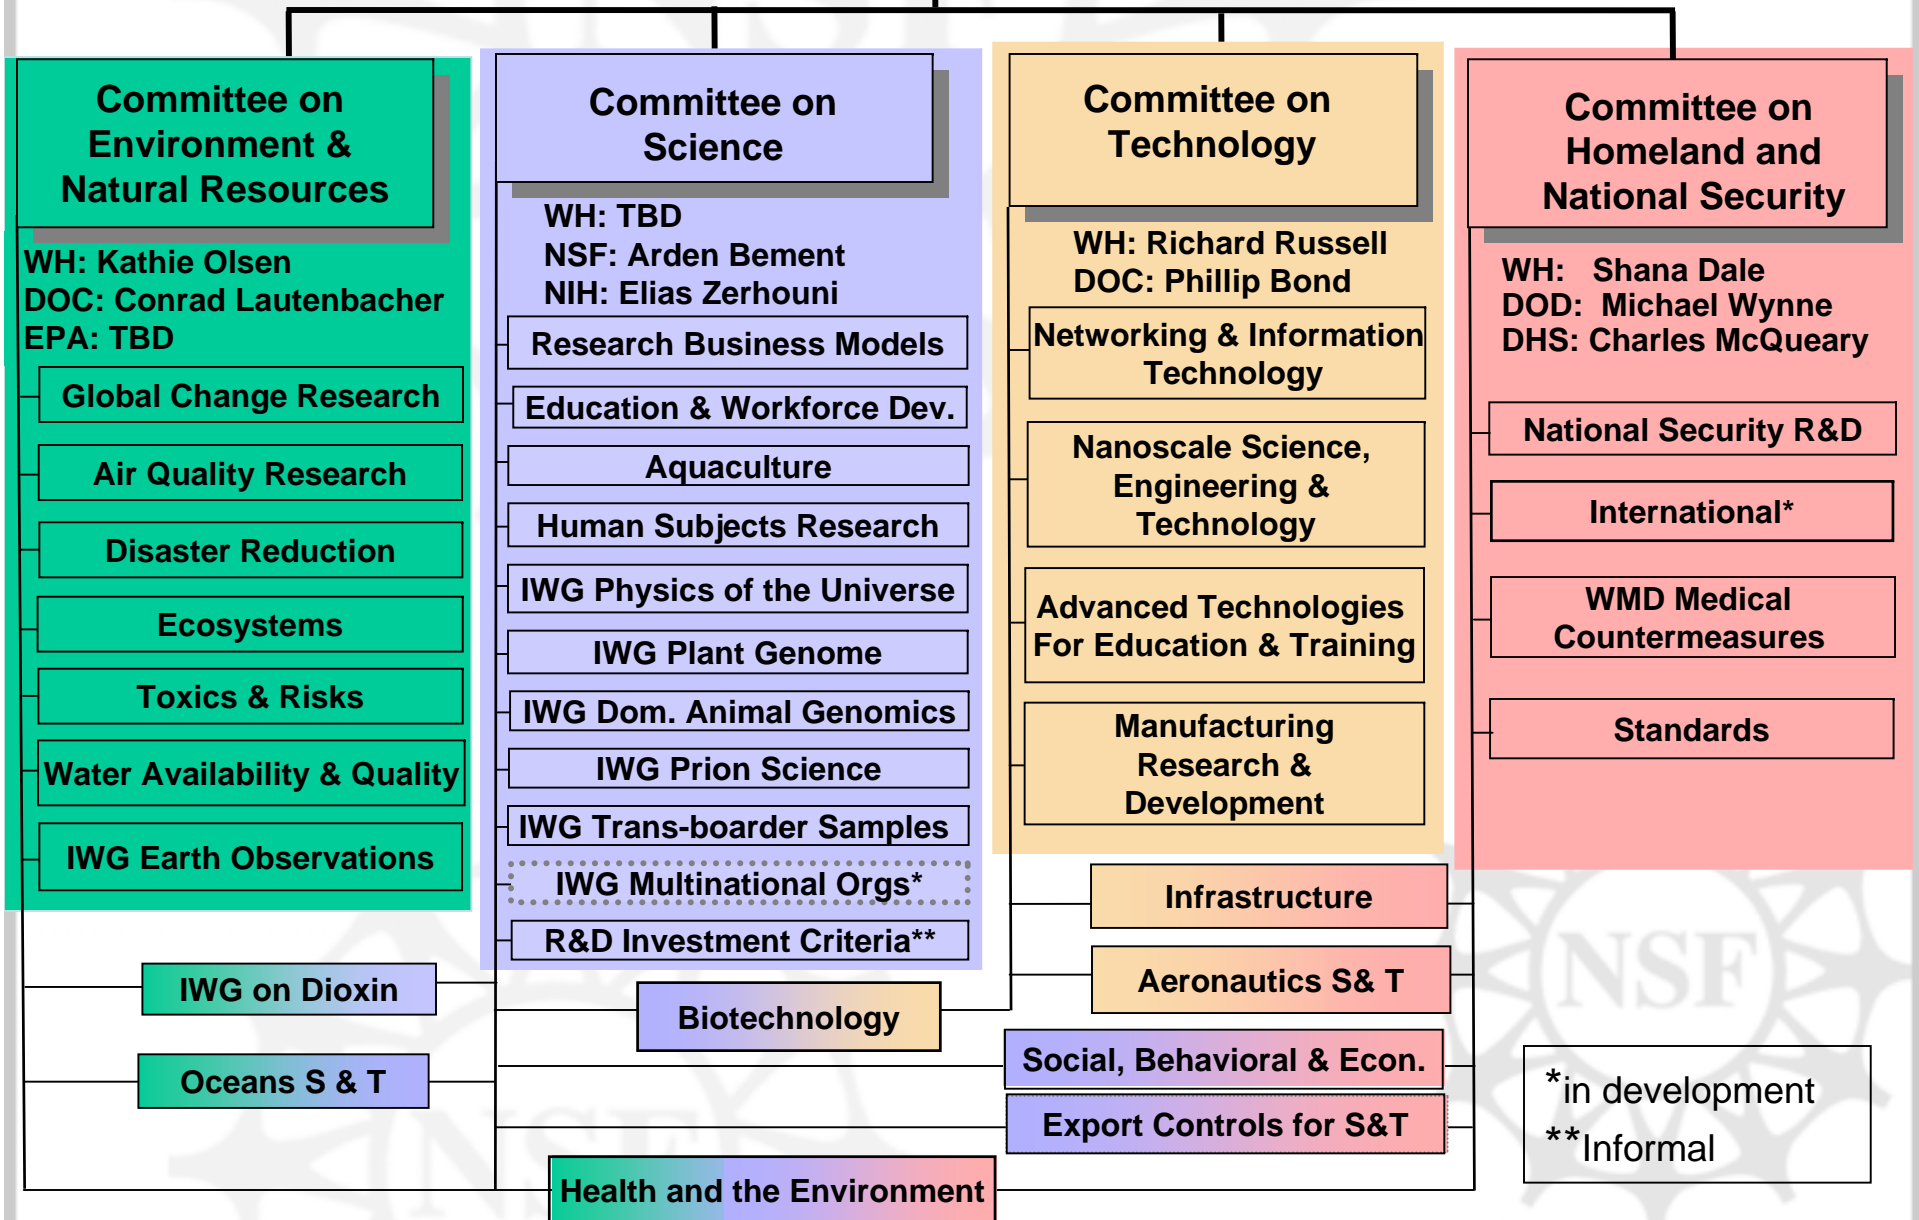 Committee on
Environment &
Natural Resources
WH: Kathie Olsen
DOC: Conrad Lautenbacher
EPA: TBD
Global Change Research
Air Quality Research
Disaster Reduction
Ecosystems
Toxics & Risks
Water Availability & Quality
IWG Earth Observations
Committee on
Science
WH: TBD
NSF: Arden Bement
NIH: Elias Zerhouni
Research Business Models
Education & Workforce Dev.
Aquaculture
Human Subjects Research
IWG Physics of the Universe
IWG Plant Genome
IWG Dom. Animal Genomics
IWG Prion Science
IWG Trans-boarder Samples
IWG Multinational Orgs*
R&D Investment Criteria**
Committee on
Technology
WH: Richard Russell
DOC: Phillip Bond
Networking & Information
Technology
Nanoscale Science,
Engineering &
Technology
Advanced Technologies
For Education & Training
Manufacturing
Research &
Development
Committee on
Homeland and
National Security
WH: Shana Dale
DOD: Michael Wynne
DHS: Charles McQueary
National Security R&D
International*
WMD Medical
Countermeasures
Standards
Infrastructure
Aeronautics S& T
IWG on Dioxin
Biotechnology
Oceans S & T
Social, Behavioral & Econ.
Export Controls for S&T
Health and the Environment
*in development
**Informal
NSF
NSF
NSF